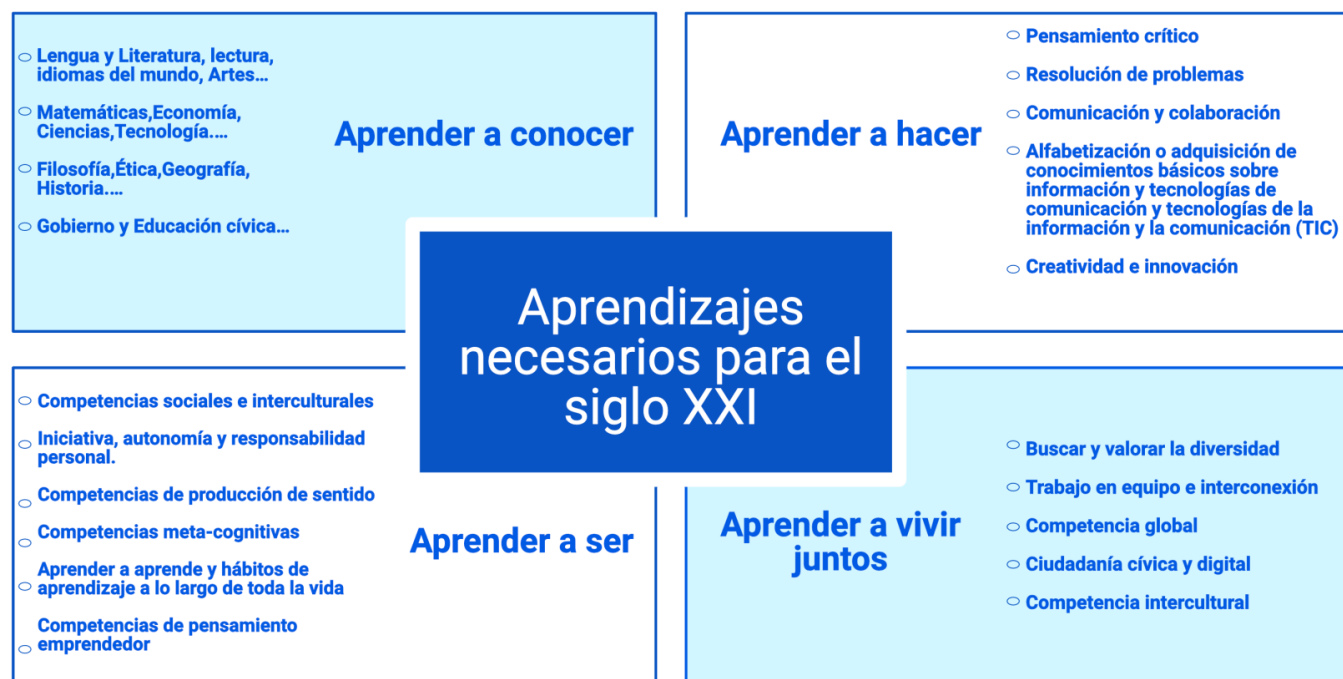 Lengua y Literatura, lectura,
idiomas del mundo, Artes...
Matemáticas,Economía,
Ciencias,Tecnología....
Filosofía,Ética,Geografía,
Historia....
Gobierno y Educación cívica...
Aprender a conocer
Aprender a hacer
Pensamiento crítico
Resolución de problemas
Comunicación y colaboración
Alfabetización o adquisición de
conocimientos básicos sobre
información y tecnologías de
comunicación y tecnologías de la
información y la comunicación (TIC)
Creatividad e innovación
Aprendizajes
necesarios para el
siglo XXI
Competencias sociales e interculturales
Iniciativa, autonomía y responsabilidad
personal.
Competencias de producción de sentido
Competencias meta-cognitivas
Aprender a aprende y hábitos de
aprendizaje a lo largo de toda la vida
Competencias de pensamiento
emprendedor
Aprender a ser
Aprender a vivir
juntos
Buscar y valorar la diversidad
Trabajo en equipo e interconexión
Competencia global
Ciudadanía cívica y digital
Competencia intercultural